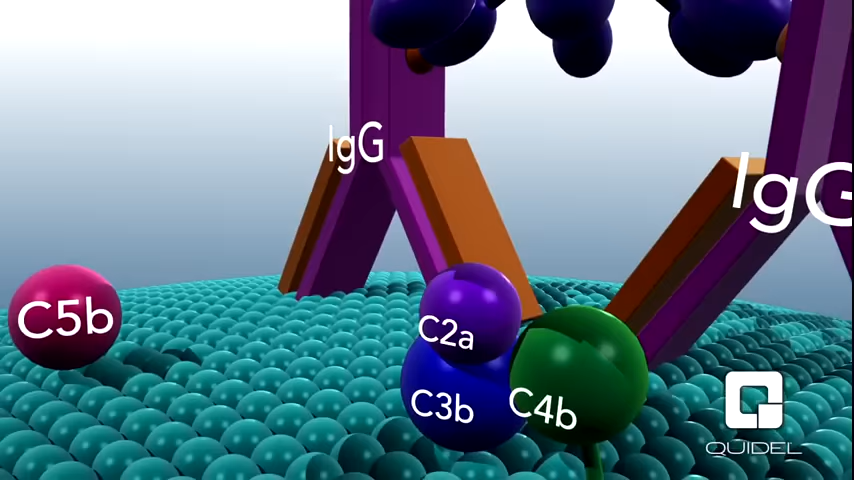 IgG
IgG
C5b
C2a
C3b
C4b
QUIDEL